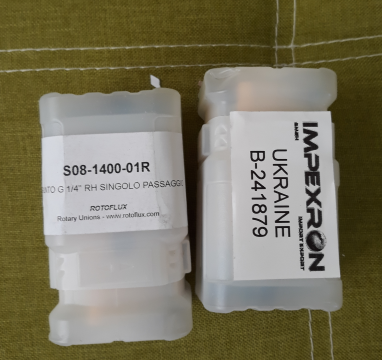 S08-1400-01R
G 1/4" RH SINGOLO PASSAGGIO
ROTOFLUX
Rotary Unions - www.rotoflux.com
IMPEXRON
GMBH
IMPORT EXPORT
UKRAINE
B-241879